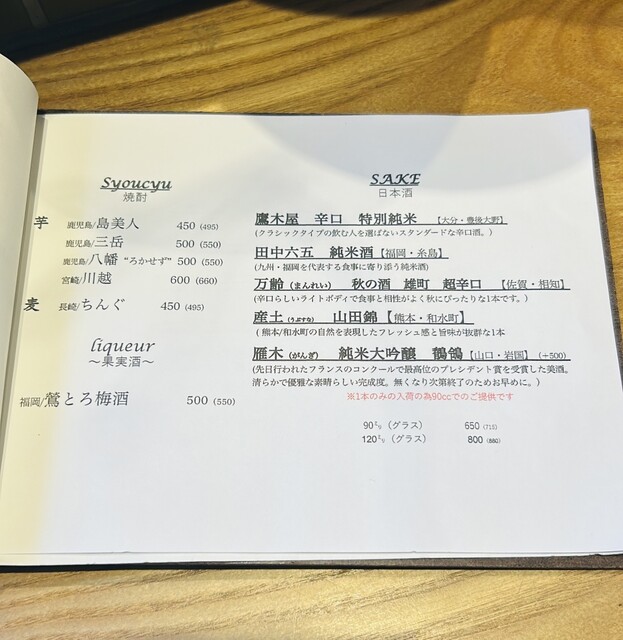 Syoucyu
焼酎
芋 鹿児島/島美人 450 (495)
鹿児島/三岳 500 (550)
鹿児島/八幡 “ろかせず” 500 (550)
宮崎/川越 600 (660)
麦 長崎/ちんぐ 450 (495)
liqueur
～果実酒～
福岡/鶯とろ梅酒 500 (550)
SAKE
日本酒
鷹木屋 辛口 特別純米 【大分・豊後大野】
(クラシックタイプの飲む人を選ばないスタンダードな辛口酒。)
田中六五 純米酒【福岡・糸島】
(九州・福岡を代表する食事に寄り添う純米酒)
万齢（まんれい） 秋の酒 雄町 超辛口 【佐賀・相知】
(辛口らしいライトボディで食事と相性がよく秋にぴったりな1本です。)
産土（うぶすな） 山田錦【熊本・和水町】
( 熊本/和水町の自然を表現したフレッシュ感と旨味が抜群な1本
雁木（がんぎ） 純米大吟醸 鶺鴒【山口・岩国】 (+500)
(先日行われたフランスのコンクールで最高位のプレシデント賞を受賞した美酒。
清らかで優雅な素晴らしい完成度。無くなり次第終了のためお早めに。)
※1本のみの入荷の為90ccでのご提供です
90㍉（グラス） 650 (715)
120㍉（グラス） 800 (880)